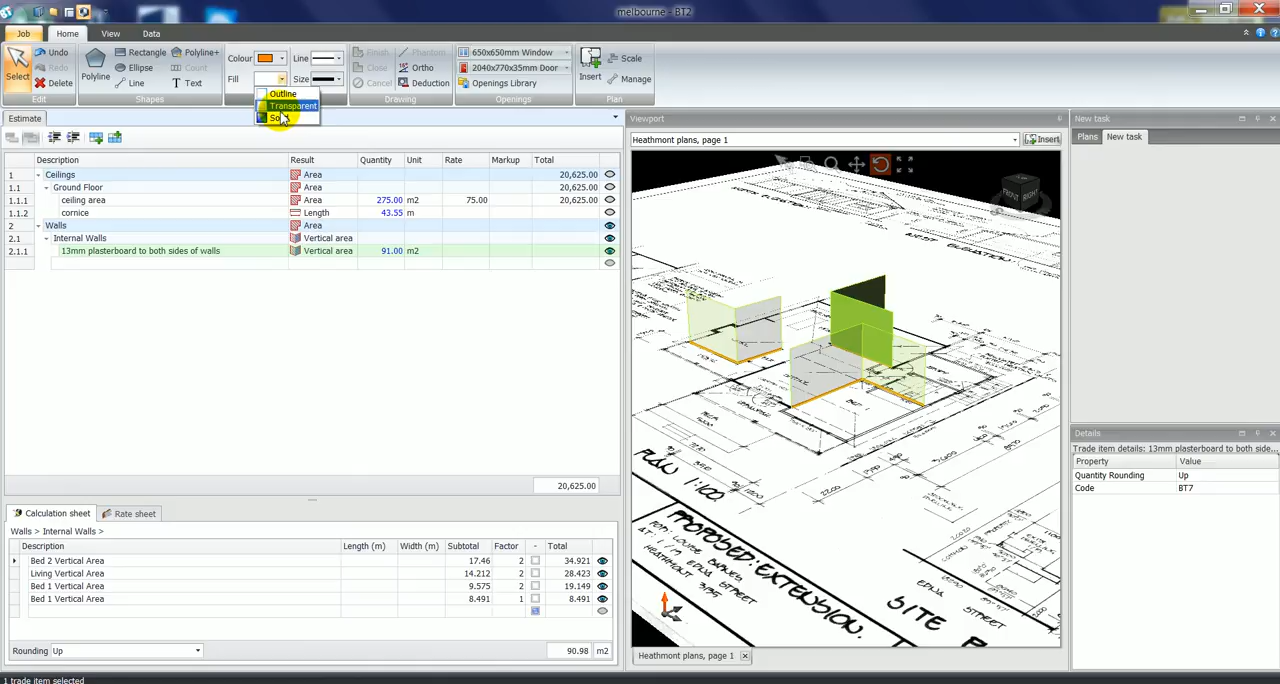 melbourne - BT2
Job Home View Data
Select Undo Redo Delete Edit
Polyline Rectangle Polyline+ Ellipse Count Line Text Shapes
Colour Line Fill Size
Outline
Transparent
Finish Phantom Close Ortho Cancel Deduction Drawing
650x650mm Window
2040x770x35mm Door
Openings Library
Openings
Insert Scale Manage Plan
Estimate
Description Result Quantity Unit Rate Markup Total
1 Ceilings Area 20,625.00
1.1 Ground Floor Area
1.1.1 ceiling area Area 275.00 m2 75.00 20,625.00
1.1.2 cornice Length 43.55 m
2 Walls Area
2.1 Internal Walls Vertical area
2.1.1 13mm plasterboard to both sides of walls Vertical area 91.00 m2
20,625.00
Calculation sheet Rate sheet
Walls > Internal Walls >
Description Length (m) Width (m) Subtotal Factor - Total
Bed 2 Vertical Area 17.46 2 34.921
Living Vertical Area 14.212 2 28.423
Bed 1 Vertical Area 9.575 2 19.149
Bed 1 Vertical Area 8.491 1 8.491
Rounding Up 90.98 m2
1 trade item selected
Viewport
Heathmont plans, page 1 Insert
FRONT RIGHT
PLAN 1:100.
PROPOSED: EXTENSION.
STREET
HEATHMONT 3135
SITE P
EDNA STREET
Heathmont plans, page 1
New task
Plans New task
Details
Trade item details: 13mm plasterboard to both side...
Property Value
Quantity Rounding Up
Code BT7